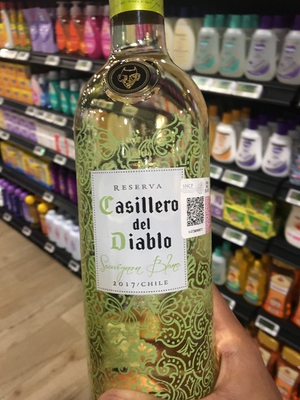 RESERVA
Casillero
del
Diablo
Sauvignon Blanc
2017/CHILE